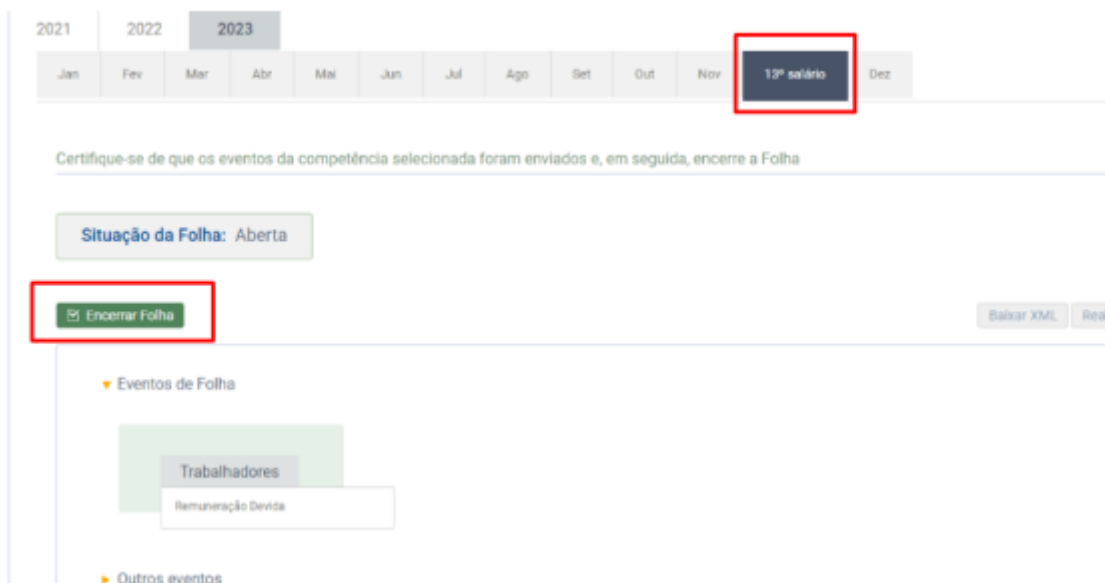 2021 2022 2023
Jan Fev Mar Abr Mai Jun Jul Ago Set Out Nov 13º salário Dez
Certifique-se de que os eventos da competência selecionada foram enviados e, em seguida, encerre a Folha
Situação da Folha: Aberta
Encerrar Folha Baixar XML Rea
Eventos de Folha
Trabalhadores
Remuneração Devida
Outros eventos